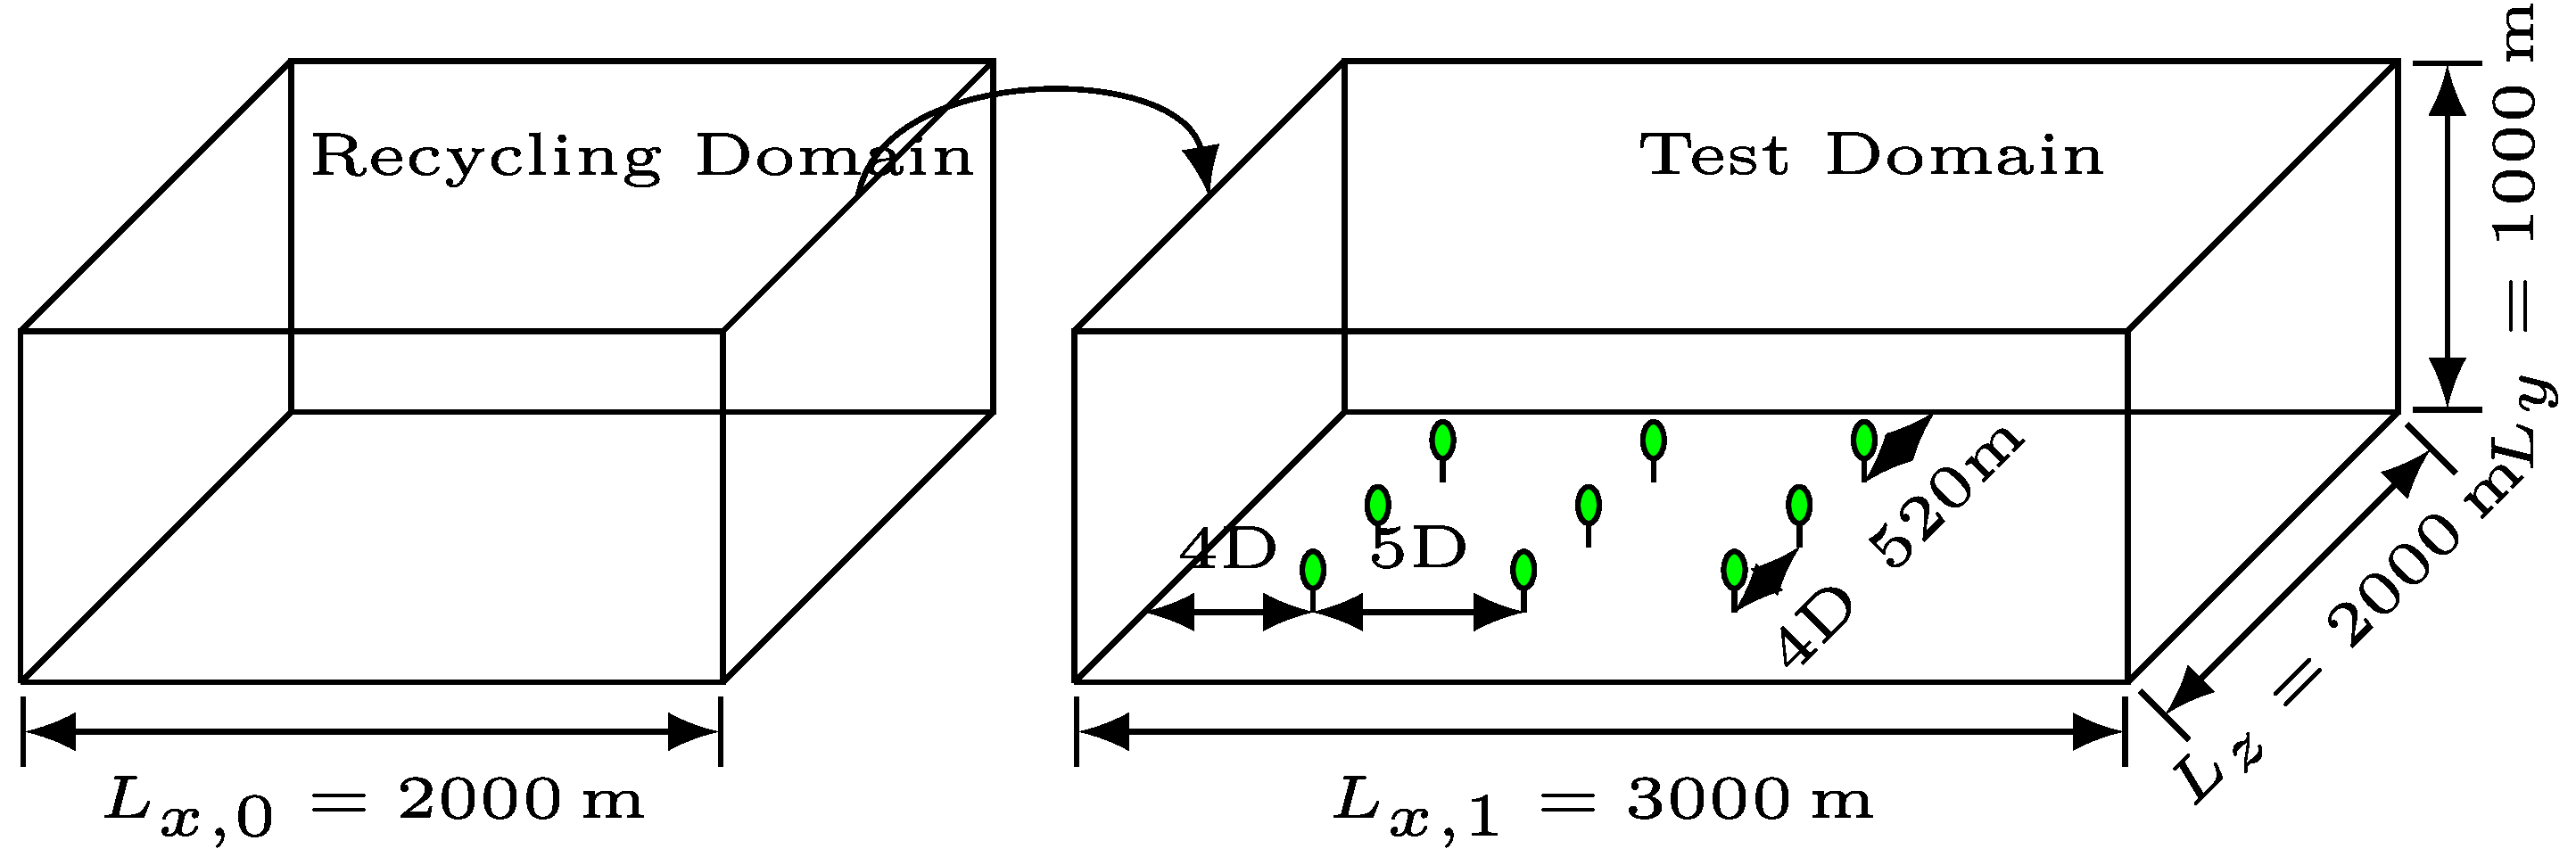 Recycling Domain
Test Domain
L_y = 1000 m
4D
5D
520m
4D
L_z = 2000 m
L_{x,0} = 2000 m
L_{x,1} = 3000 m